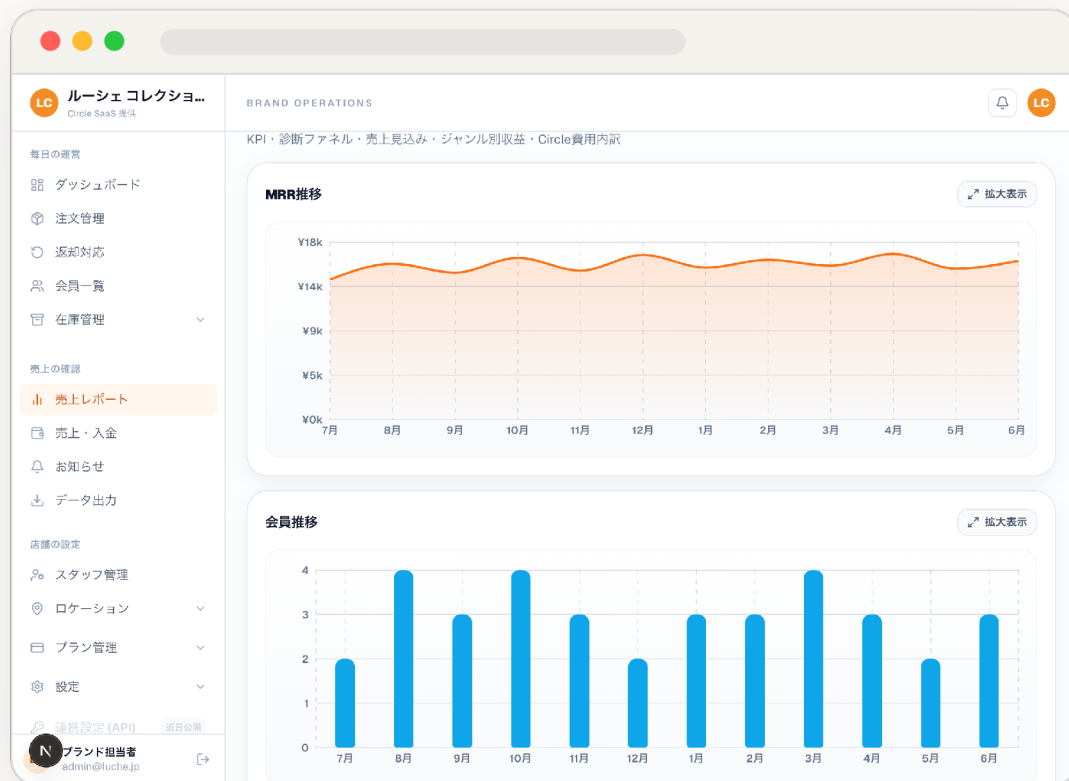 LC
ルーシェ コレクショ...
Circle SaaS 提供
BRAND OPERATIONS
LC
KPI・診断ファネル・売上見込み・ジャンル別収益・Circle費用内訳
毎日の運営
ダッシュボード
注文管理
返却対応
会員一覧
在庫管理
売上の確認
売上レポート
売上・入金
お知らせ
データ出力
店舗の設定
スタッフ管理
ロケーション
プラン管理
設定
連携設定 (API)
近日公開
N
ブランド担当者
admin@luche.jp
MRR推移
拡大表示
¥18k
¥14k
¥9k
¥5k
¥0k
7月 8月 9月 10月 11月 12月 1月 2月 3月 4月 5月 6月
会員推移
拡大表示
4
3
2
1
0
7月 8月 9月 10月 11月 12月 1月 2月 3月 4月 5月 6月